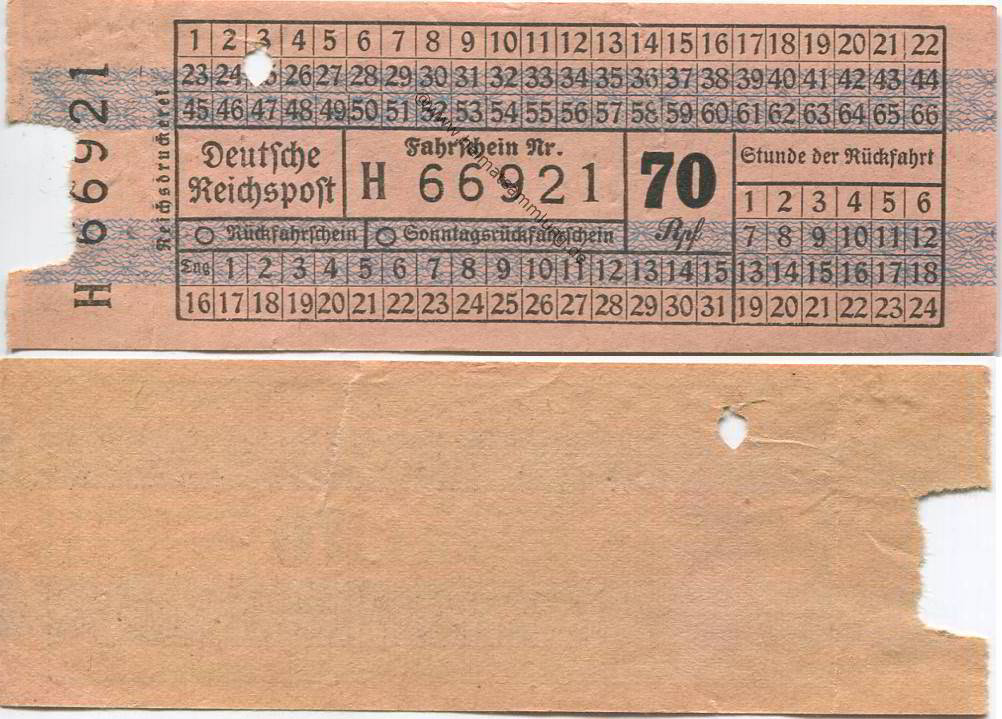 H 66921
Reichsdruckerei
1 2 3 4 5 6 7 8 9 10 11 12 13 14 15 16 17 18 19 20 21 22
23 24 26 27 28 29 30 31 32 33 34 35 36 37 38 39 40 41 42 43 44
45 46 47 48 49 50 51 52 53 54 55 56 57 58 59 60 61 62 63 64 65 66
Deutsche
Reichspost
Fahrschein Nr.
H 66921
70
Rpf
Stunde der Rückfahrt
1 2 3 4 5 6
7 8 9 10 11 12
13 14 15 16 17 18
19 20 21 22 23 24
Rückfahrschein
Sonntagsrückfahrschein
Tag 1 2 3 4 5 6 7 8 9 10 11 12 13 14 15
16 17 18 19 20 21 22 23 24 25 26 27 28 29 30 31